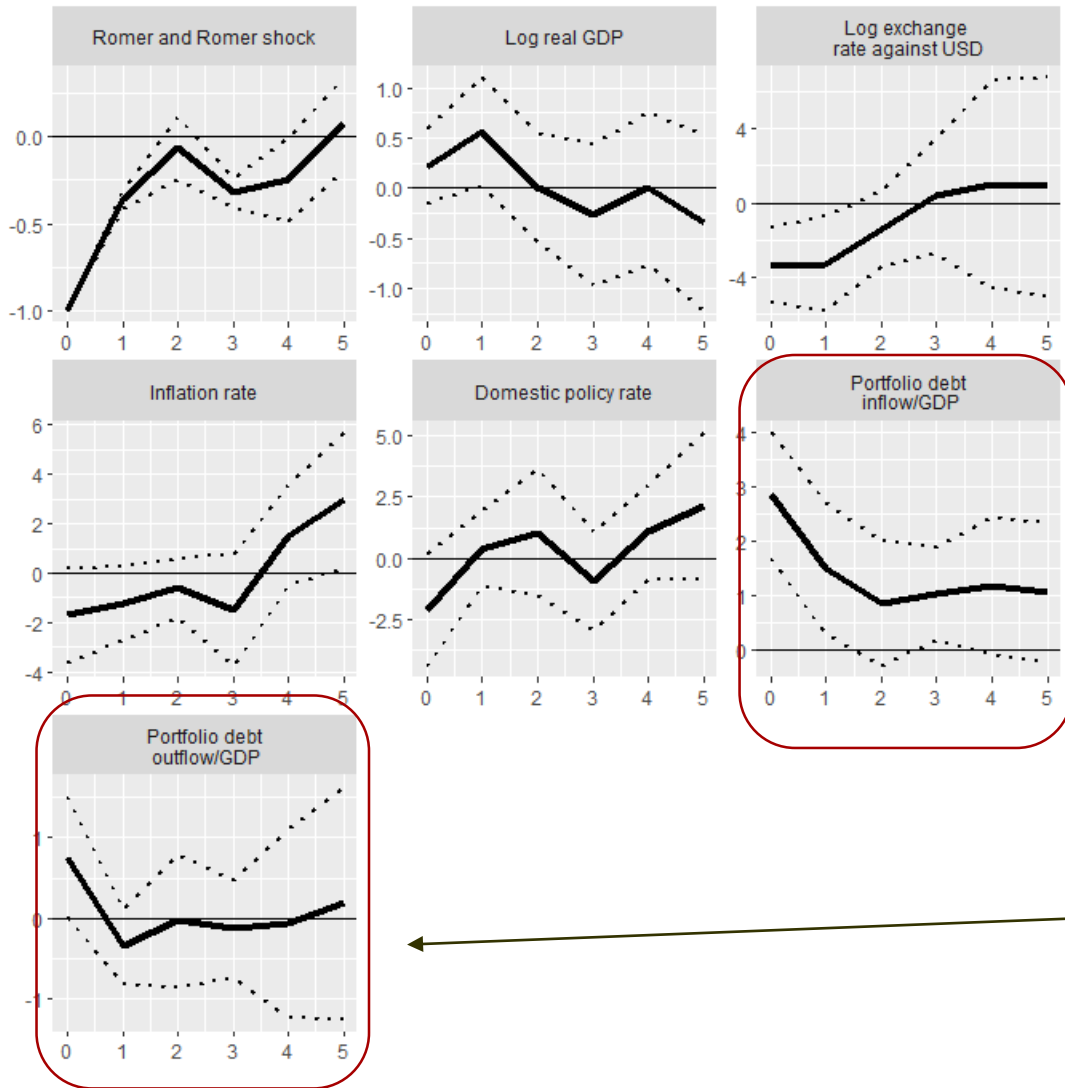 Romer and Romer shock
0.0
-0.5
-1.0
0 1 2 3 4 5
Log real GDP
1.0
0.5
0.0
-0.5
-1.0
0 1 2 3 4 5
Log exchange
rate against USD
4
0
-4
0 1 2 3 4 5
Inflation rate
6
4
2
0
-2
-4
0 1 2 3 4 5
Domestic policy rate
5.0
2.5
0.0
-2.5
0 1 2 3 4 5
Portfolio debt
inflow/GDP
4
3
2
1
0
0 1 2 3 4 5
Portfolio debt
outflow/GDP
1
0
-1
0 1 2 3 4 5